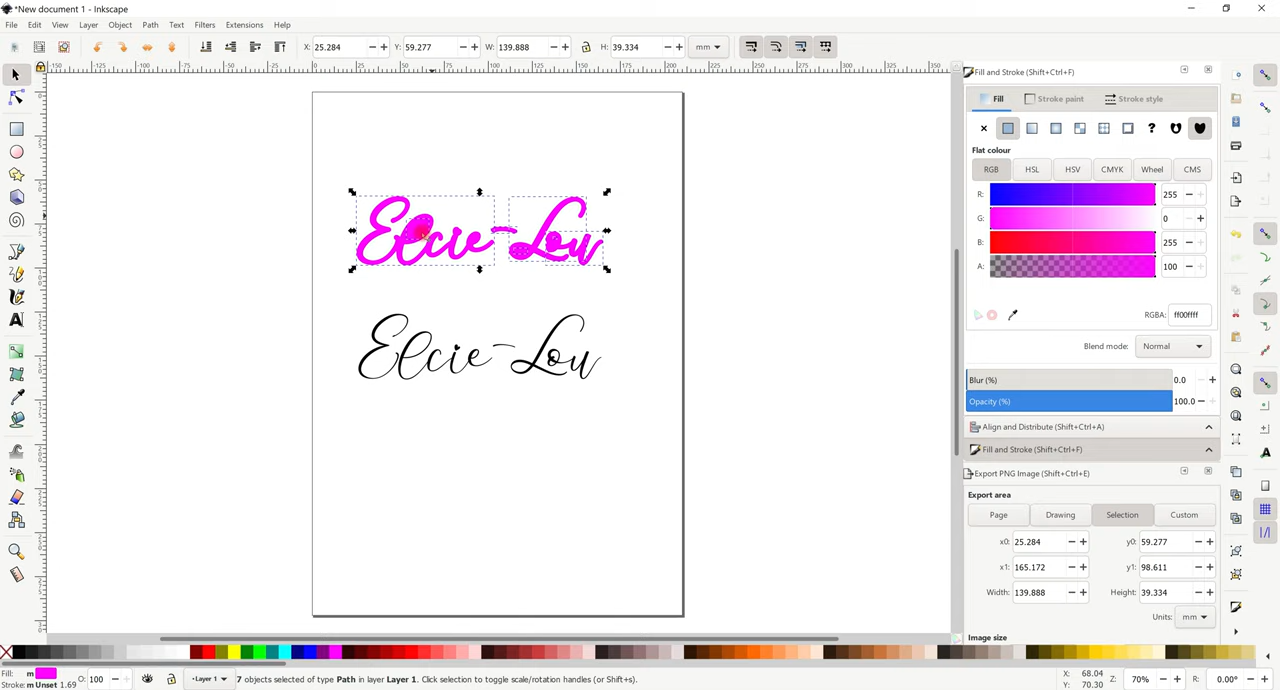 *New document 1 - Inkscape
File Edit View Layer Object Path Text Filters Extensions Help
X: 25.284 Y: 59.277 W: 139.888 H: 39.334 mm
Fill and Stroke (Shift+Ctrl+F)
Fill Stroke paint Stroke style
Flat colour
RGB HSL HSV CMYK Wheel CMS
R: 255
G: 0
B: 255
A: 100
RGBA: ff00ffff
Blend mode: Normal
Blur (%) 0.0
Opacity (%) 100.0
Align and Distribute (Shift+Ctrl+A)
Fill and Stroke (Shift+Ctrl+F)
Export PNG Image (Shift+Ctrl+E)
Export area
Page Drawing Selection Custom
x0: 25.284 y0: 59.277
x1: 165.172 y1: 98.611
Width: 139.888 Height: 39.334
Units: mm
Image size
Elcie-Lou
Elcie-Lou
Fill: m
Stroke: m Unset 1.69
O: 100
Layer 1
7 objects selected of type Path in layer Layer 1. Click selection to toggle scale/rotation handles (or Shift+s).
X: 68.04
Y: 70.30
Z: 70% R: 0.00°